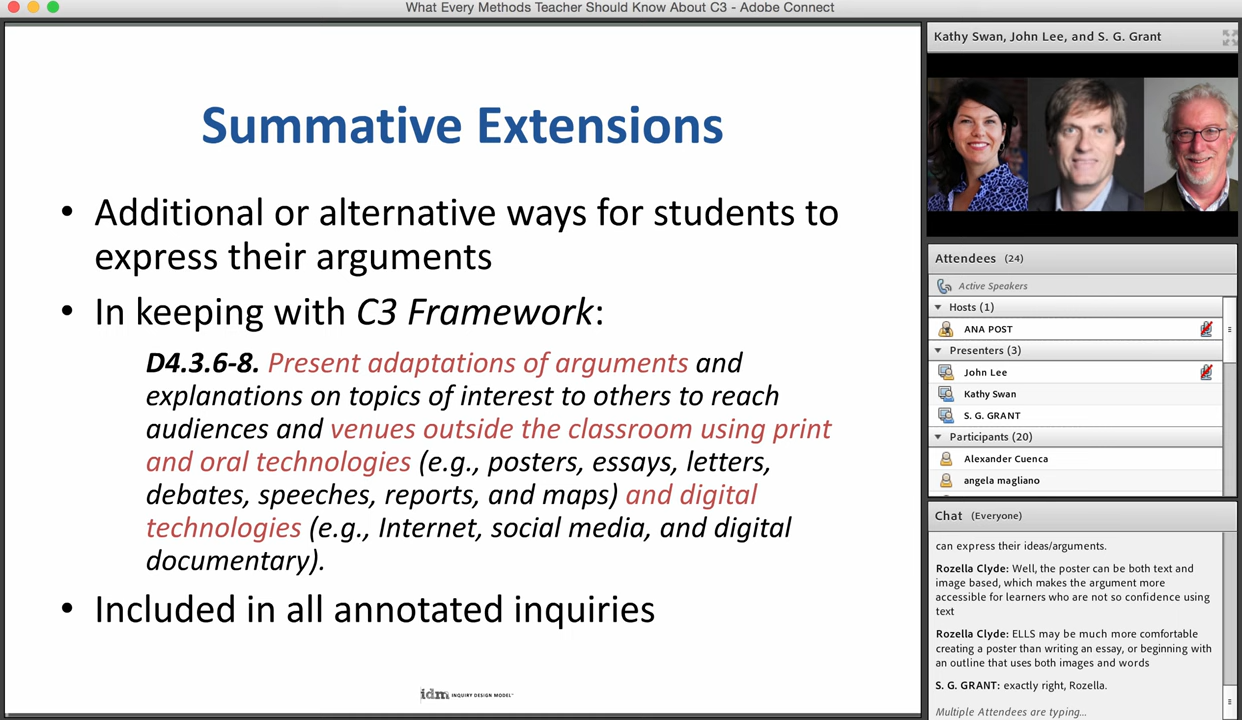 What Every Methods Teacher Should Know About C3 - Adobe Connect
Summative Extensions
• Additional or alternative ways for students to
express their arguments
• In keeping with C3 Framework:
D4.3.6-8. Present adaptations of arguments and
explanations on topics of interest to others to reach
audiences and venues outside the classroom using print
and oral technologies (e.g., posters, essays, letters,
debates, speeches, reports, and maps) and digital
technologies (e.g., Internet, social media, and digital
documentary).
• Included in all annotated inquiries
idm INQUIRY DESIGN MODEL™
Kathy Swan, John Lee, and S. G. Grant
Attendees (24)
Active Speakers
Hosts (1)
ANA POST
Presenters (3)
John Lee
Kathy Swan
S. G. GRANT
Participants (20)
Alexander Cuenca
angela magliano
Chat (Everyone)
can express their ideas/arguments.
Rozella Clyde: Well, the poster can be both text and
image based, which makes the argument more
accessible for learners who are not so confidence using
text
Rozella Clyde: ELLS may be much more comfortable
creating a poster than writing an essay, or beginning with
an outline that uses both images and words
S. G. GRANT: exactly right, Rozella.
Multiple Attendees are typing...